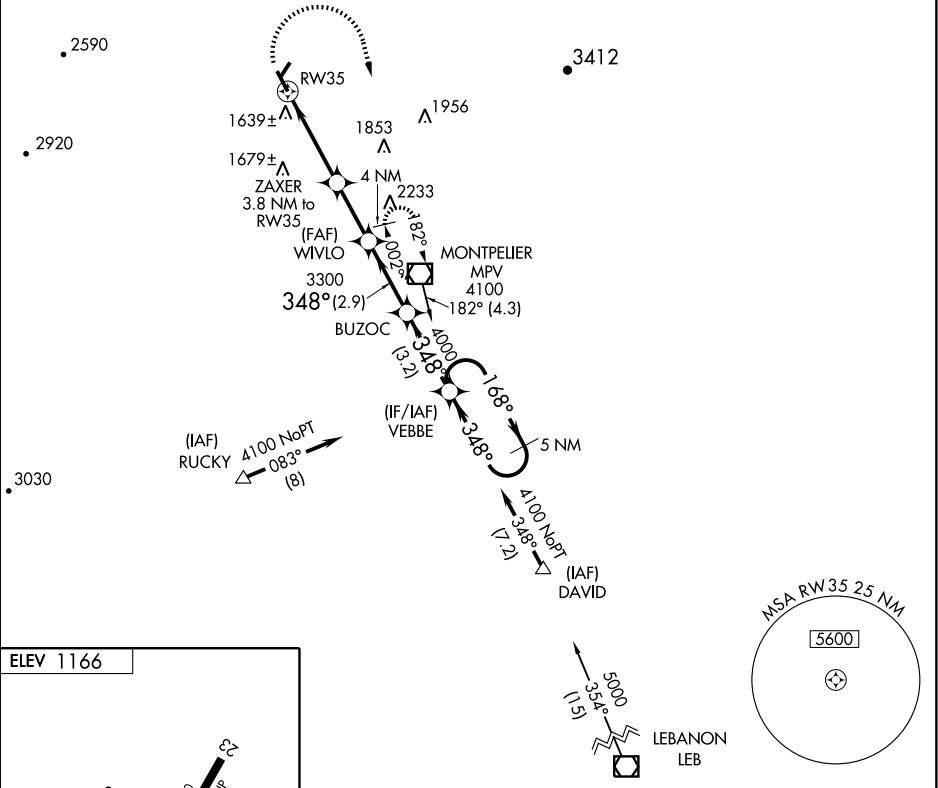 2590
3412
RW35
1956
1639±
1853
2920
1679±
4 NM
ZAXER
3.8 NM to
RW35
2233
182°
(FAF)
WIVLO
002°
MONTPELIER
MPV
4100
182° (4.3)
3300
348° (2.9)
BUZOC
4000
348°
(3.2)
168°
(IF/IAF)
VEBBE
348°
5 NM
(IAF)
RUCKY
4100 NoPT
083°
(8)
3030
4100 NoPT
348°
(7.2)
(IAF)
DAVID
MSA RW35 25 NM
5600
ELEV 1166
5000
354°
(15)
LEBANON
LEB
23